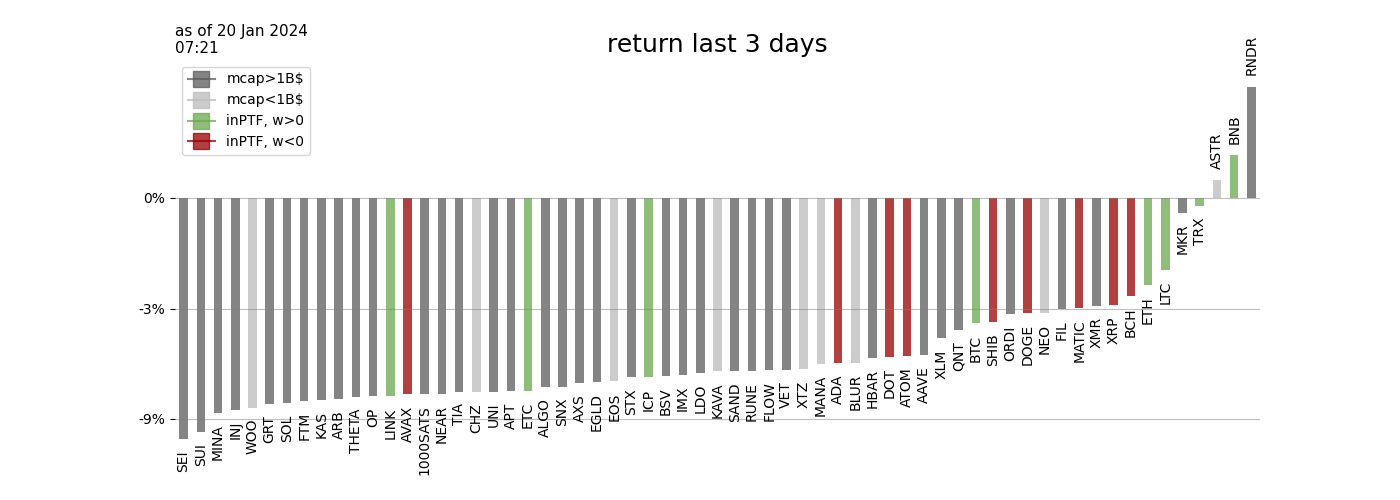 as of 20 Jan 2024
07:21
return last 3 days
mcap>1B$
mcap<1B$
inPTF, w>0
inPTF, w<0
0%
-3%
-9%
SEI
SUI
MINA
INJ
WOO
GRT
SOL
FTM
KAS
ARB
THETA
OP
LINK
AVAX
1000SATS
NEAR
TIA
CHZ
UNI
APT
ETC
ALGO
SNX
AXS
EGLD
EOS
STX
ICP
BSV
IMX
LDO
KAVA
SAND
RUNE
FLOW
VET
XTZ
MANA
ADA
BLUR
HBAR
DOT
ATOM
AAVE
XLM
QNT
BTC
SHIB
ORDI
DOGE
NEO
FIL
MATIC
XMR
XRP
BCH
ETH
LTC
MKR
TRX
ASTR
BNB
RNDR